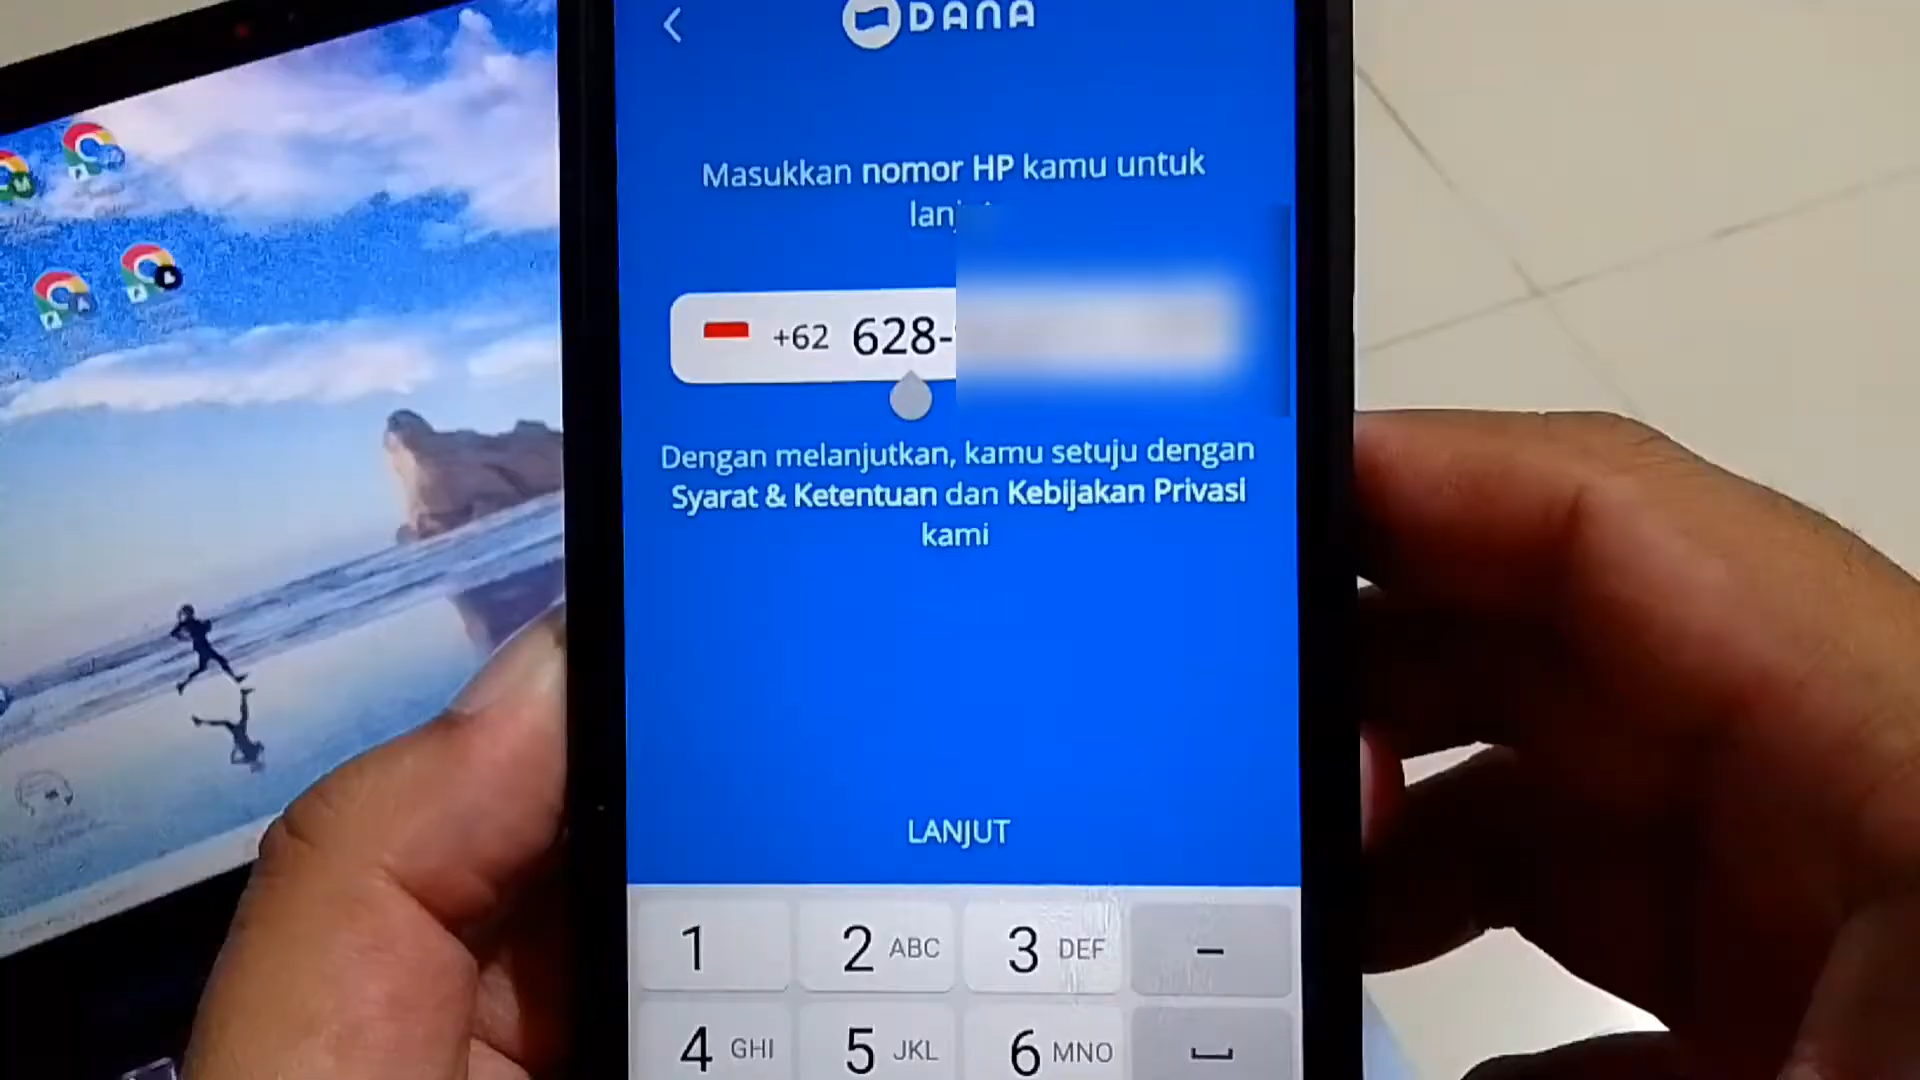 DANA
Masukkan nomor HP kamu untuk
+62 628-
Dengan melanjutkan, kamu setuju dengan
Syarat & Ketentuan dan Kebijakan Privasi
kami
LANJUT
1 2 ABC 3 DEF -
4 GHI 5 JKL 6 MNO